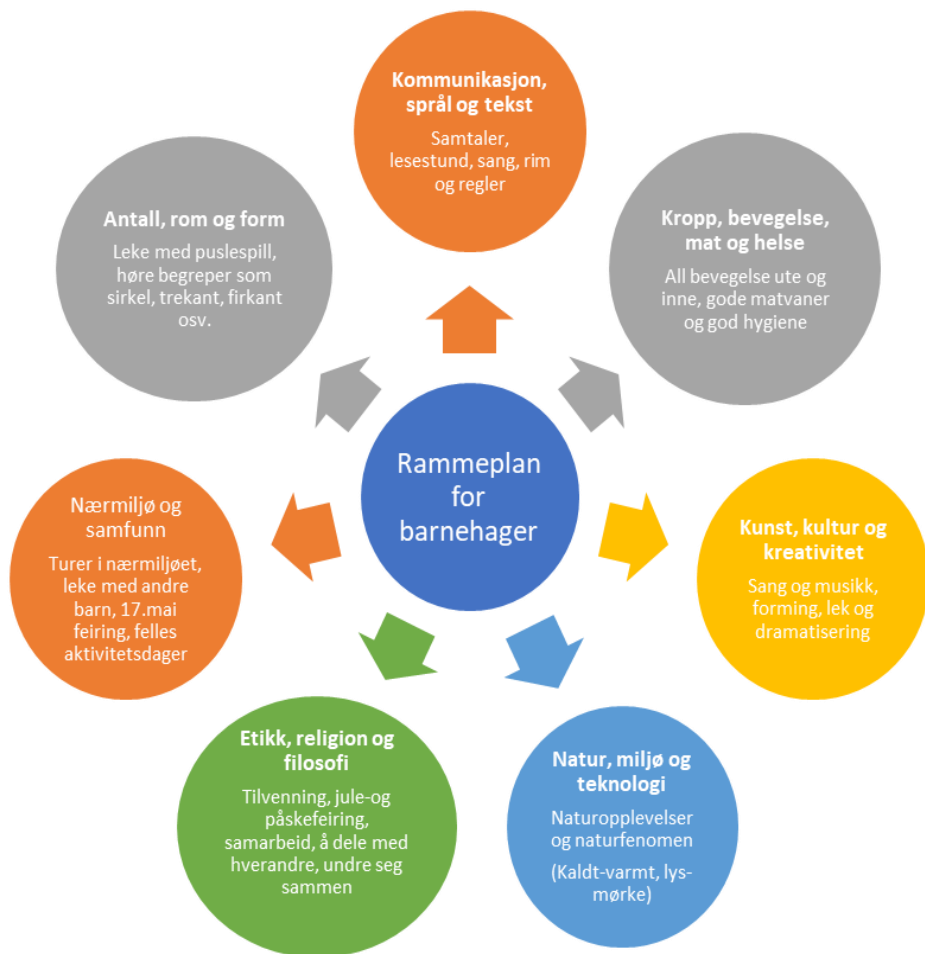 Kommunikasjon,
språl og tekst
Samtaler,
lesestund, sang, rim
og regler
Kropp, bevegelse,
mat og helse
All bevegelse ute og
inne, gode matvaner
og god hygiene
Kunst, kultur og
kreativitet
Sang og musikk,
forming, lek og
dramatisering
Natur, miljø og
teknologi
Naturopplevelser
og naturfenomen
(Kaldt-varmt, lys-
mørke)
Etikk, religion og
filosofi
Tilvenning, jule-og
påskefeiring,
samarbeid, å dele med
hverandre, undre seg
sammen
Nærmiljø og
samfunn
Turer i nærmiljøet,
leke med andre
barn, 17.mai
feiring, felles
aktivitetsdager
Antall, rom og form
Leke med puslespill,
høre begreper som
sirkel, trekant, firkant
osv.
Rammeplan
for
barnehager